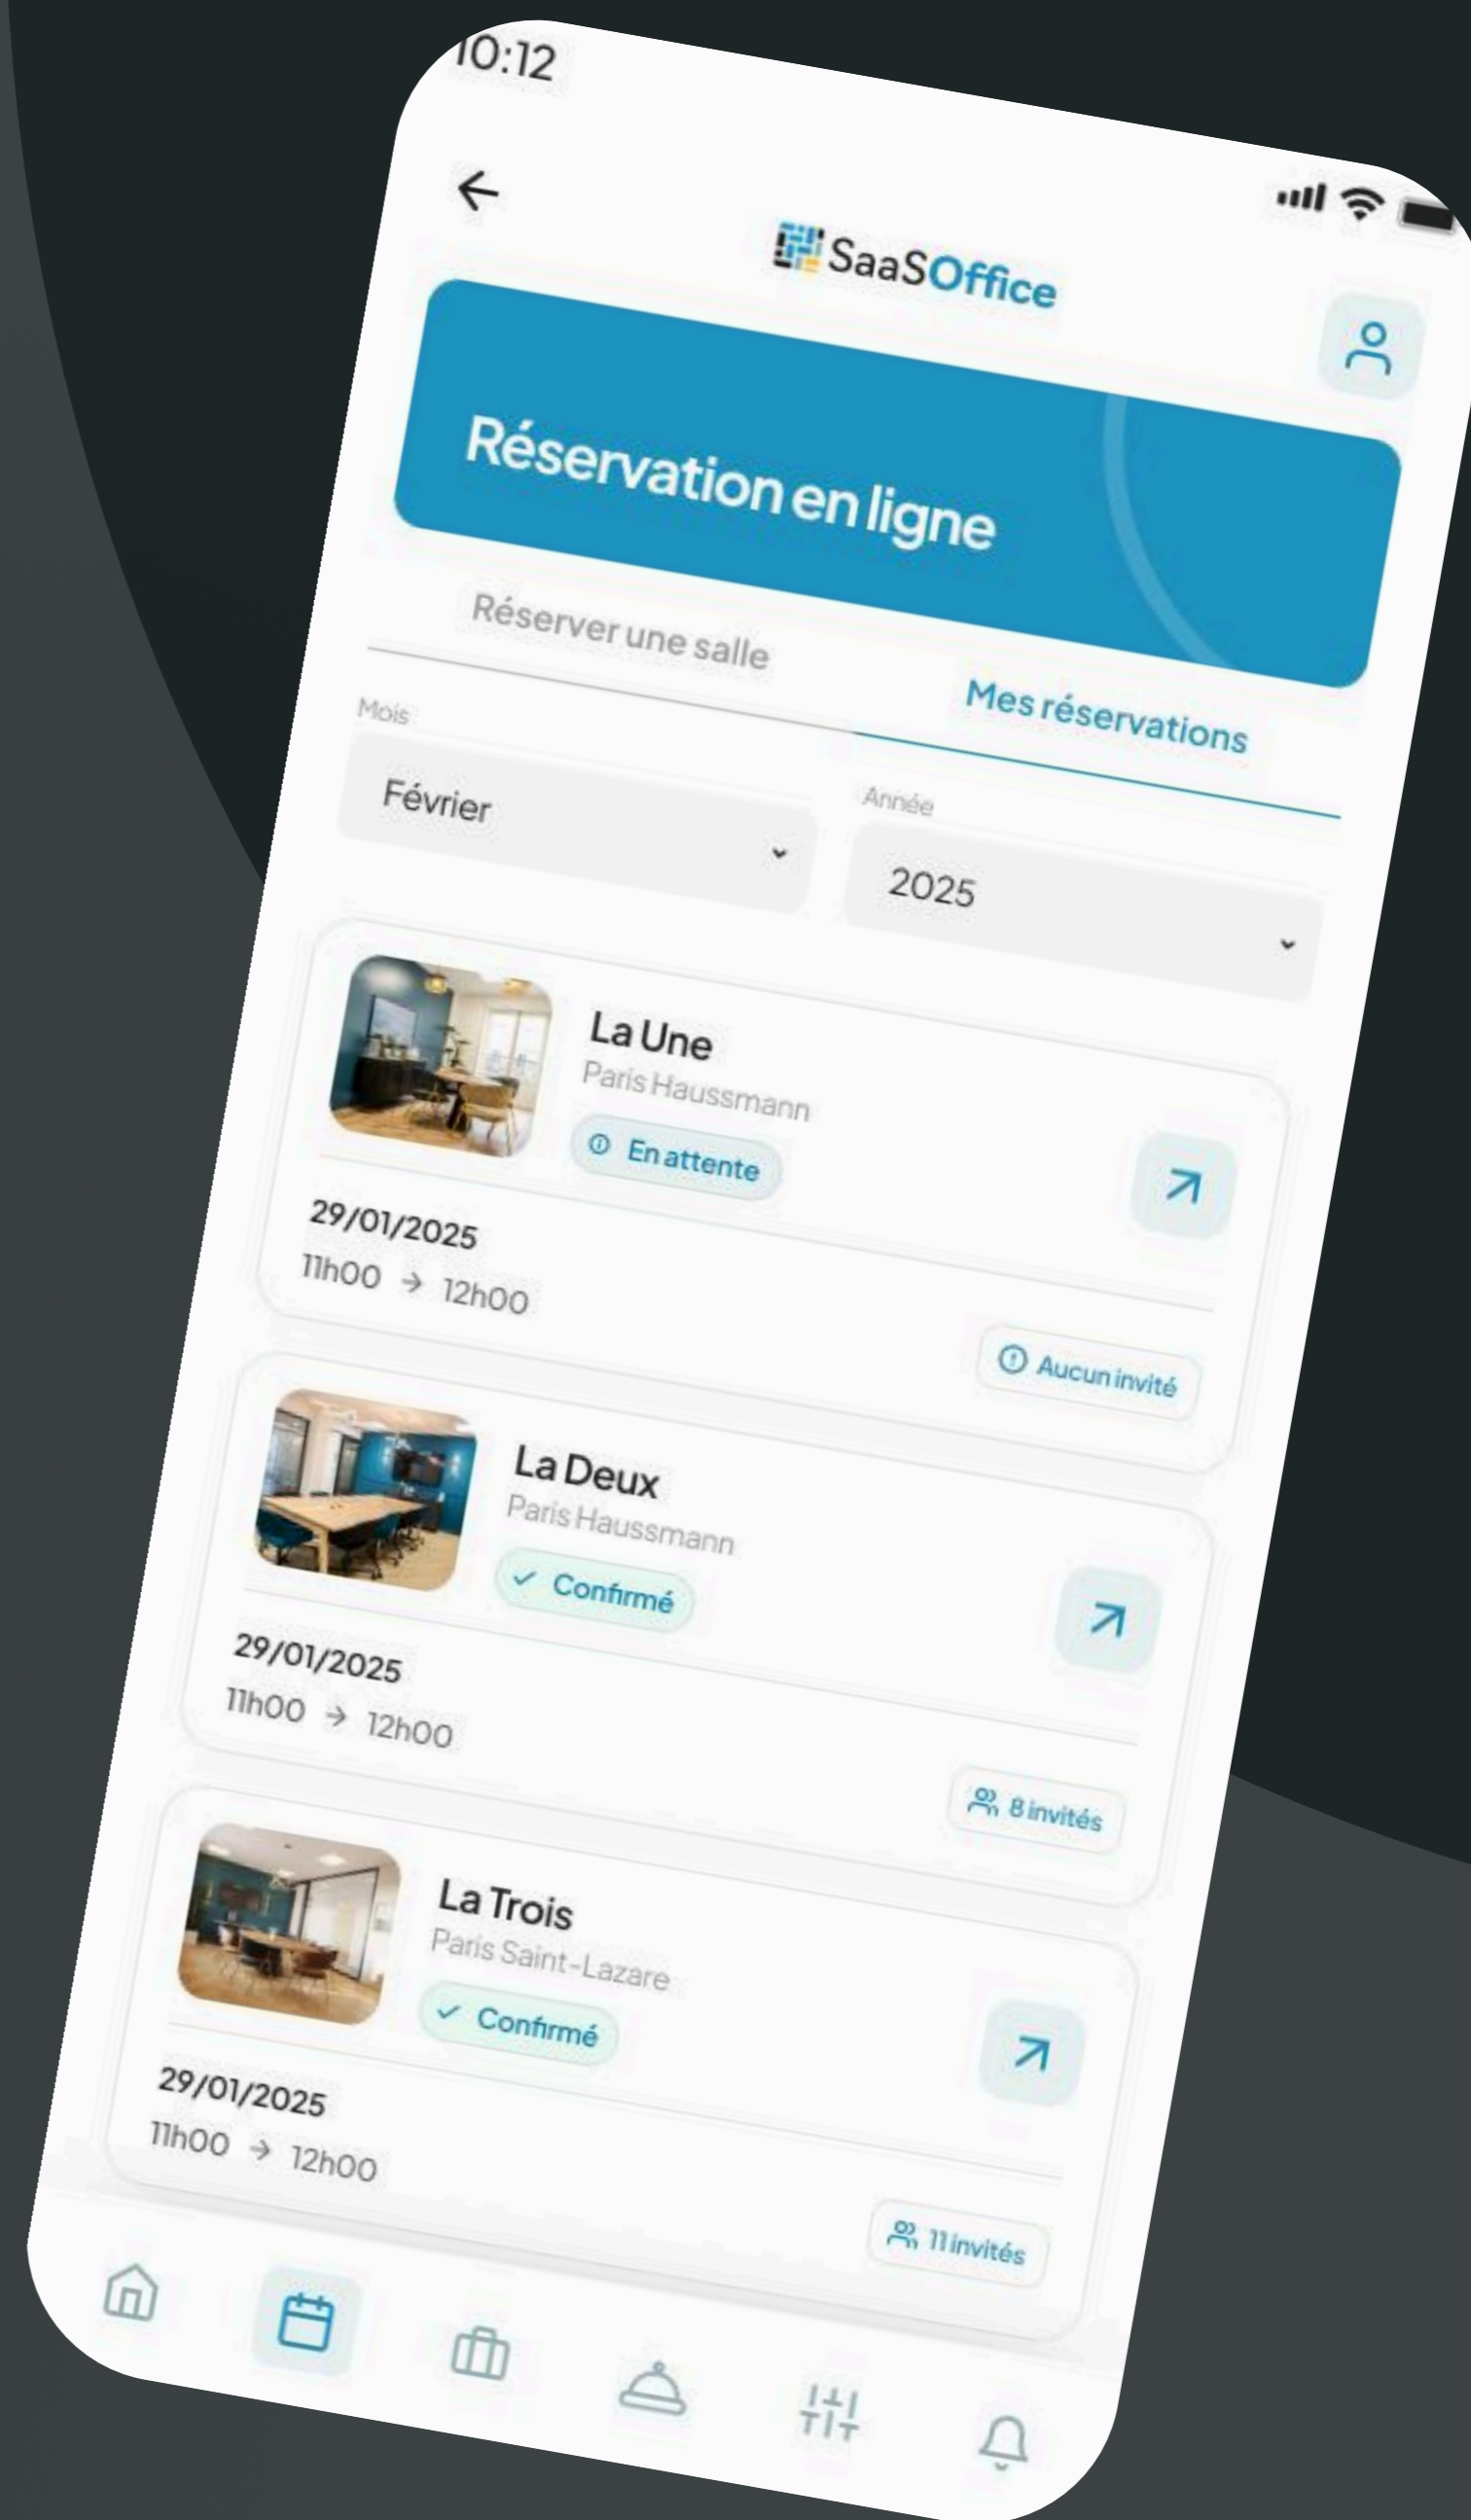 10:12
SaaSOffice
Réservation en ligne
Réserver une salle
Mes réservations
Mois
Année
Février
2025
La Une
Paris Haussmann
En attente
29/01/2025
11h00 → 12h00
Aucun invité
La Deux
Paris Haussmann
Confirmé
29/01/2025
11h00 → 12h00
8 invités
La Trois
Paris Saint-Lazare
Confirmé
29/01/2025
11h00 → 12h00
11 invités